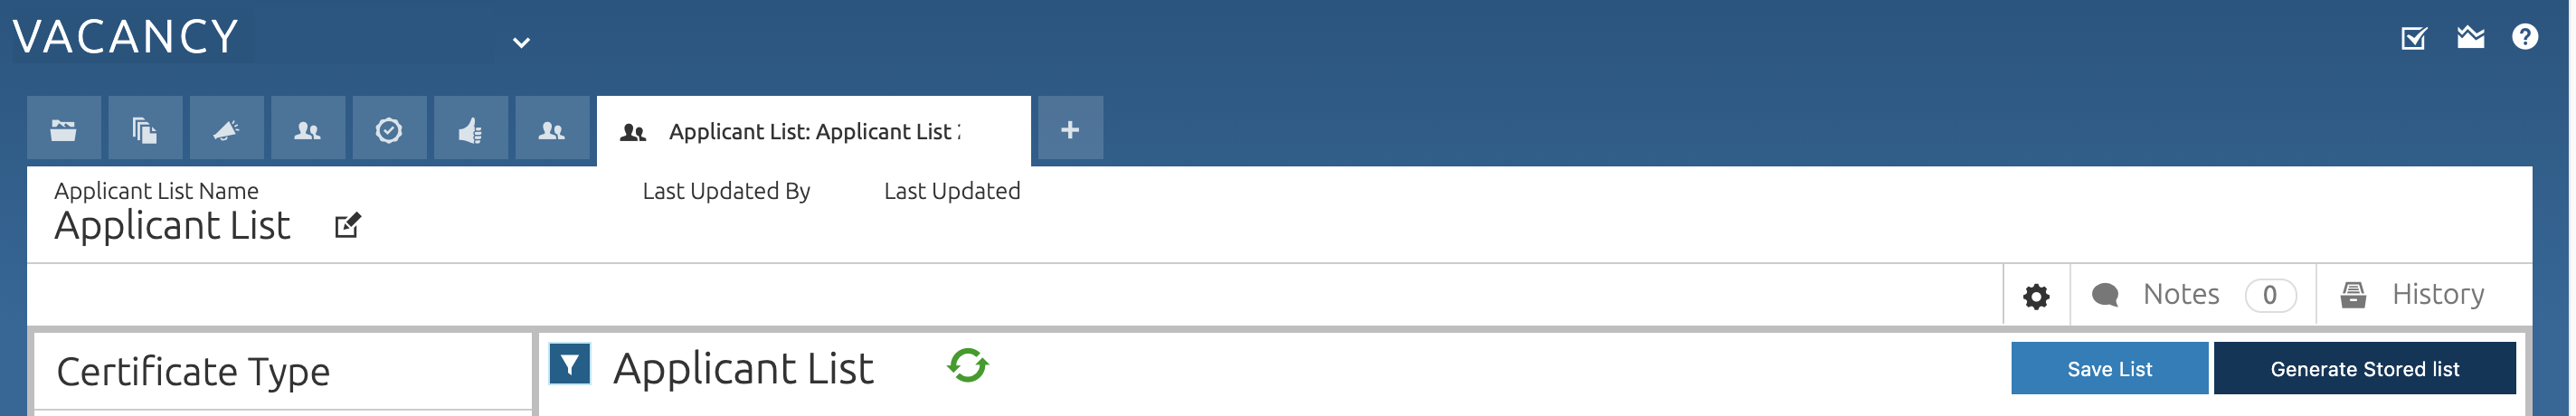 VACANCY
Applicant List: Applicant List
Applicant List Name
Last Updated By
Last Updated
Applicant List
Notes 0
History
Certificate Type
Applicant List
Save List
Generate Stored list